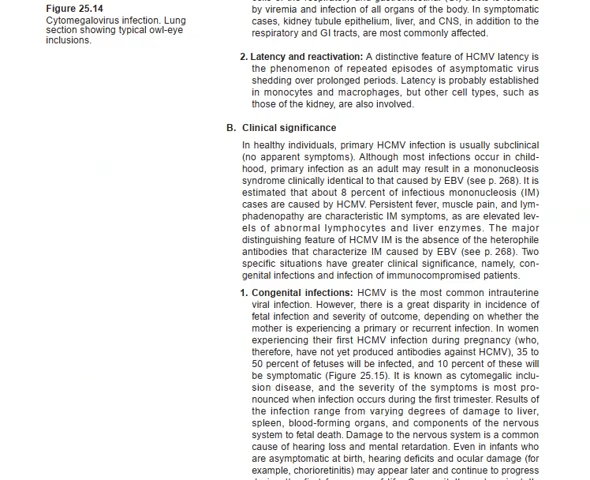 Figure 25.14
Cytomegalovirus infection. Lung
section showing typical owl-eye
inclusions.
by viremia and infection of all organs of the body. In symptomatic
cases, kidney tubule epithelium, liver, and CNS, in addition to the
respiratory and GI tracts, are most commonly affected.
2. Latency and reactivation: A distinctive feature of HCMV latency is
the phenomenon of repeated episodes of asymptomatic virus
shedding over prolonged periods. Latency is probably established
in monocytes and macrophages, but other cell types, such as
those of the kidney, are also involved.
B. Clinical significance
In healthy individuals, primary HCMV infection is usually subclinical
(no apparent symptoms). Although most infections occur in child-
hood, primary infection as an adult may result in a mononucleosis
syndrome clinically identical to that caused by EBV (see p. 268). It is
estimated that about 8 percent of infectious mononucleosis (IM)
cases are caused by HCMV. Persistent fever, muscle pain, and lym-
phadenopathy are characteristic IM symptoms, as are elevated lev-
els of abnormal lymphocytes and liver enzymes. The major
distinguishing feature of HCMV IM is the absence of the heterophile
antibodies that characterize IM caused by EBV (see p. 268). Two
specific situations have greater clinical significance, namely, con-
genital infections and infection of immunocompromised patients.
1. Congenital infections: HCMV is the most common intrauterine
viral infection. However, there is a great disparity in incidence of
fetal infection and severity of outcome, depending on whether the
mother is experiencing a primary or recurrent infection. In women
experiencing their first HCMV infection during pregnancy (who,
therefore, have not yet produced antibodies against HCMV), 35 to
50 percent of fetuses will be infected, and 10 percent of these will
be symptomatic (Figure 25.15). It is known as cytomegalic inclu-
sion disease, and the severity of the symptoms is most pro-
nounced when infection occurs during the first trimester. Results of
the infection range from varying degrees of damage to liver,
spleen, blood-forming organs, and components of the nervous
system to fetal death. Damage to the nervous system is a common
cause of hearing loss and mental retardation. Even in infants who
are asymptomatic at birth, hearing deficits and ocular damage (for
example, chorioretinitis) may appear later and continue to progress